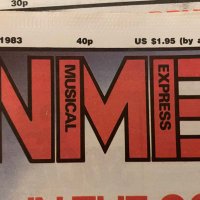 30p
1983 40p US $1.95 (by a
NME
MUSICAL EXPRESS